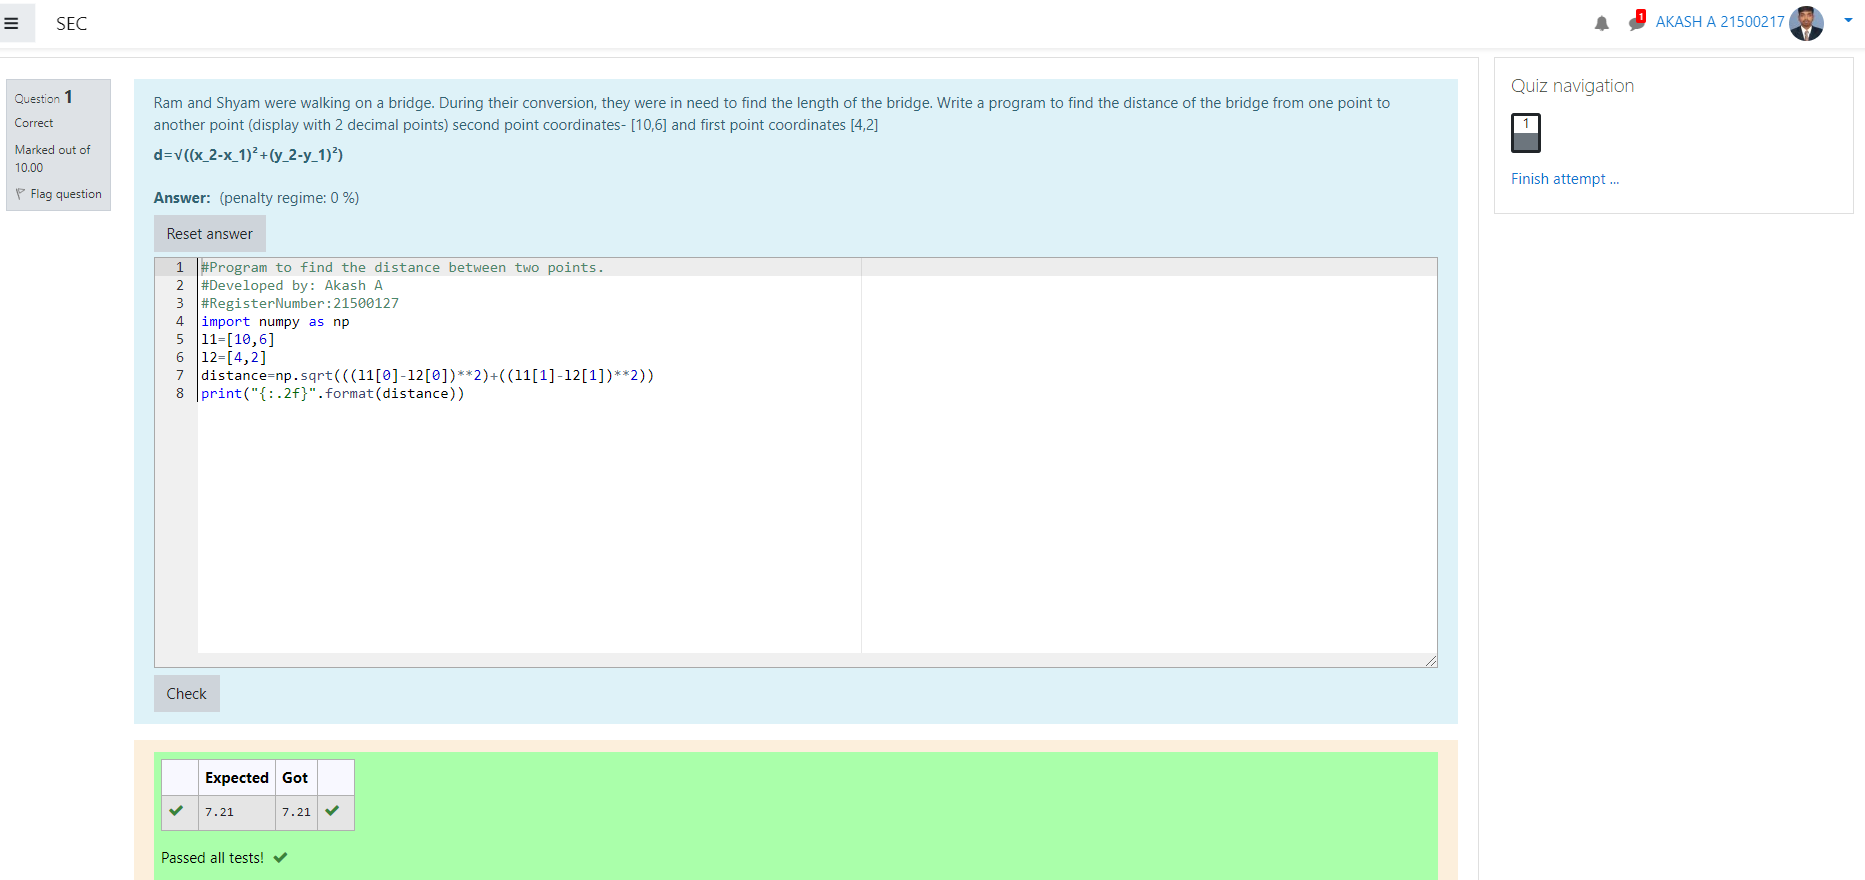 SEC
1
AKASH A 21500217
Question 1
Correct
Marked out of
10.00
Flag question
Ram and Shyam were walking on a bridge. During their conversion, they were in need to find the length of the bridge. Write a program to find the distance of the bridge from one point to
another point (display with 2 decimal points) second point coordinates- [10,6] and first point coordinates [4,2]
d=√((x_2-x_1)²+(y_2-y_1)²)
Answer: (penalty regime: 0 %)
Reset answer
1 #Program to find the distance between two points.
2 #Developed by: Akash A
3 #RegisterNumber:21500127
4 import numpy as np
5 l1=[10,6]
6 l2=[4,2]
7 distance=np.sqrt(((l1[0]-l2[0])**2)+((l1[1]-l2[1])**2))
8 print("{:.2f}".format(distance))
Check
Expected Got
7.21 7.21
Passed all tests!
Quiz navigation
1
Finish attempt ...